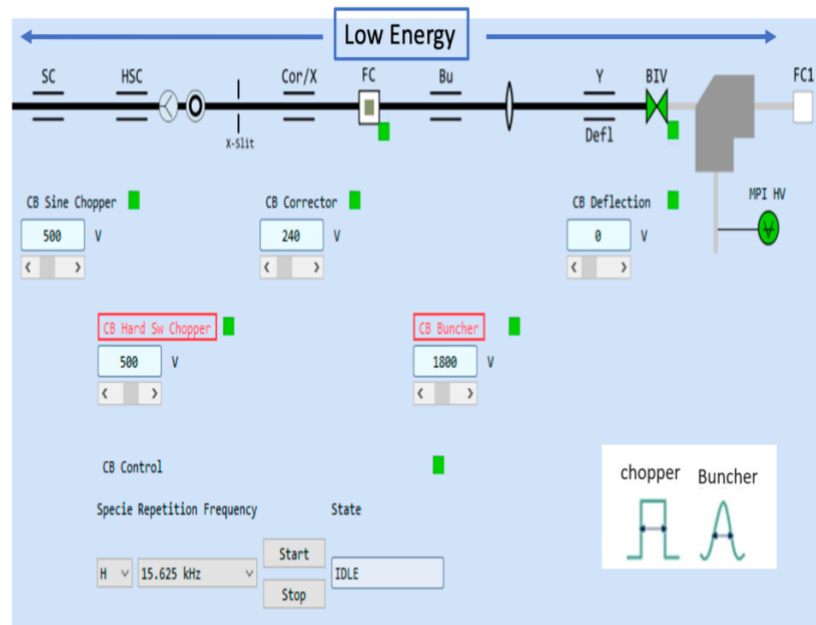 Low Energy
SC HSC Cor/X FC Bu Y BIV FC1
X-Slit
Defl
MPI HV
CB Sine Chopper CB Corrector CB Deflection
500 V 240 V 0 V
CB Hard Sw Chopper CB Buncher
500 V 1800 V
CB Control
chopper Buncher
Specie Repetition Frequency State
Start
H 15.625 kHz IDLE
Stop